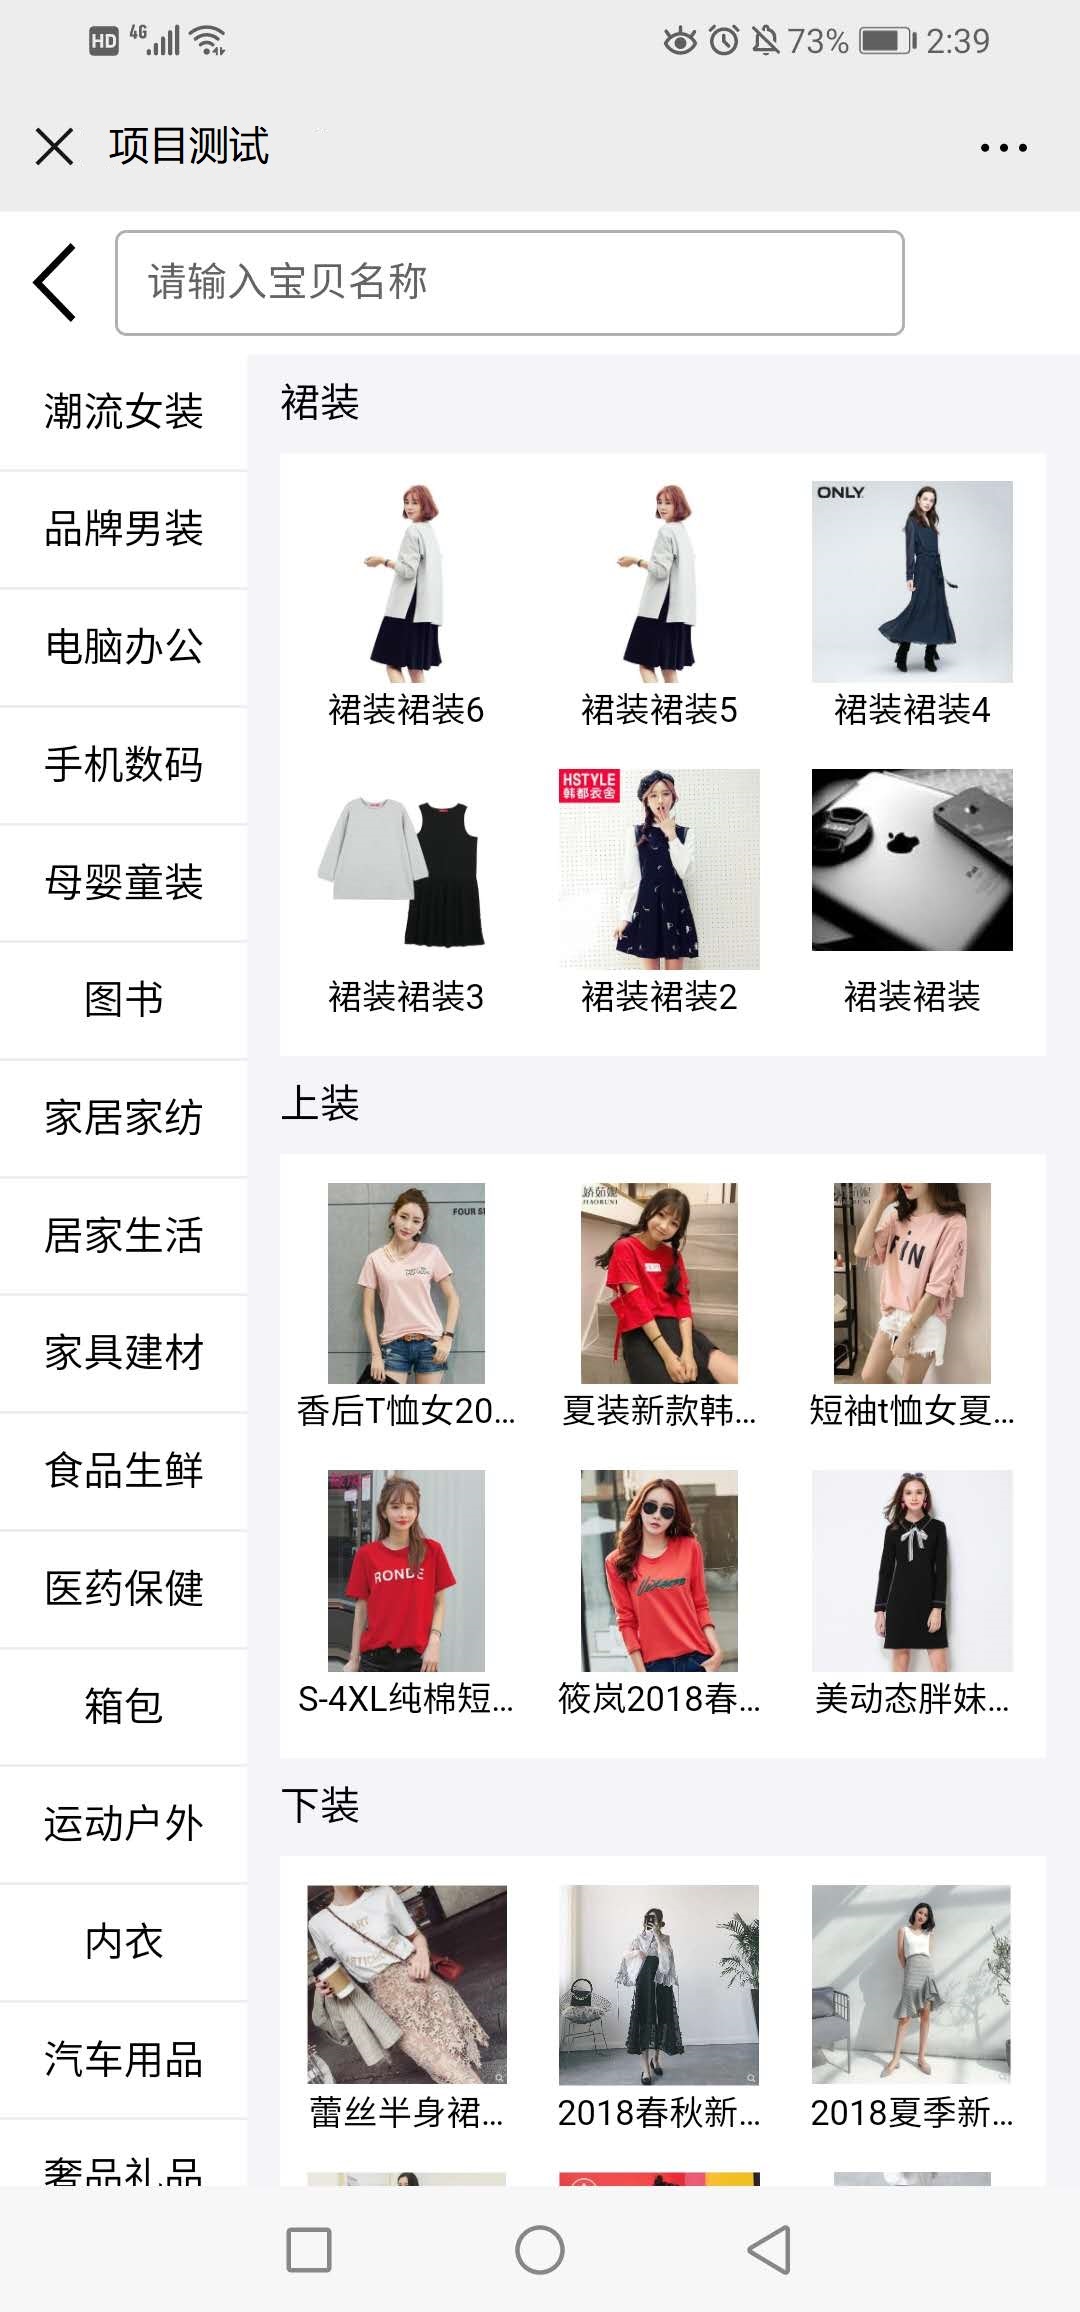 HD 4G 73% 2:39
项目测试
请输入宝贝名称
潮流女装
品牌男装
电脑办公
手机数码
母婴童装
图书
家居家纺
居家生活
家具建材
食品生鲜
医药保健
箱包
运动户外
内衣
汽车用品
奢品礼品
裙装
ONLY
裙装裙装6
裙装裙装5
裙装裙装4
HSTYLE
韩都衣舍
裙装裙装3
裙装裙装2
裙装裙装
上装
FOUR
娇茹妮
JIAORUNI
FIN
香后T恤女20...
夏装新款韩...
短袖t恤女夏...
RONDE
S-4XL纯棉短...
筱岚2018春...
美动态胖妹...
下装
蕾丝半身裙...
2018春秋新...
2018夏季新...